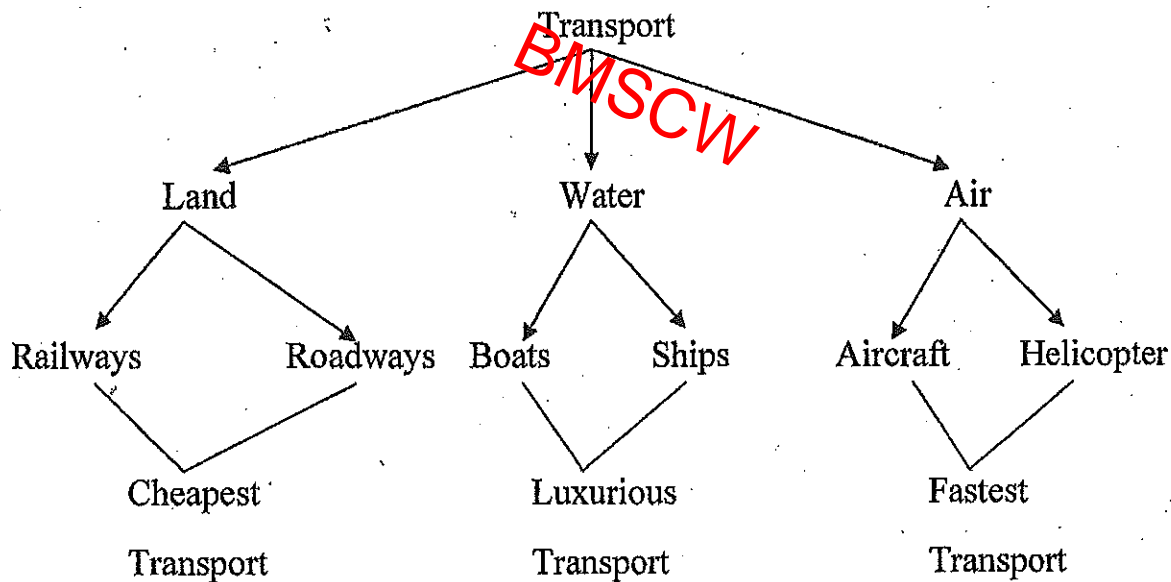 Transport
BMSCW
Land Water Air
Railways Roadways Boats Ships Aircraft Helicopter
Cheapest Luxurious Fastest
Transport Transport Transport